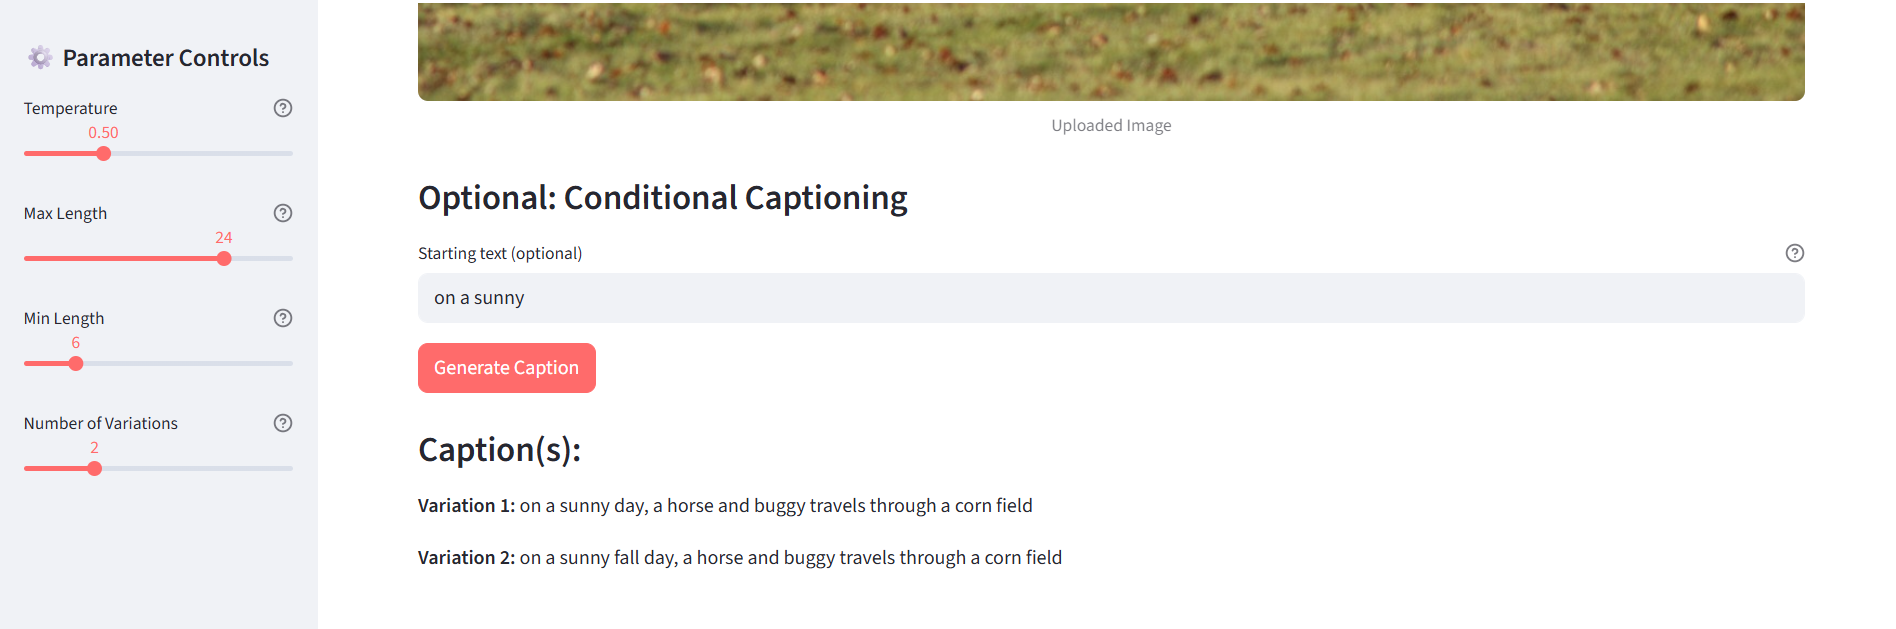 Parameter Controls
Temperature
0.50
Max Length
24
Min Length
6
Number of Variations
2
Uploaded Image
Optional: Conditional Captioning
Starting text (optional)
on a sunny
Generate Caption
Caption(s):
Variation 1: on a sunny day, a horse and buggy travels through a corn field
Variation 2: on a sunny fall day, a horse and buggy travels through a corn field